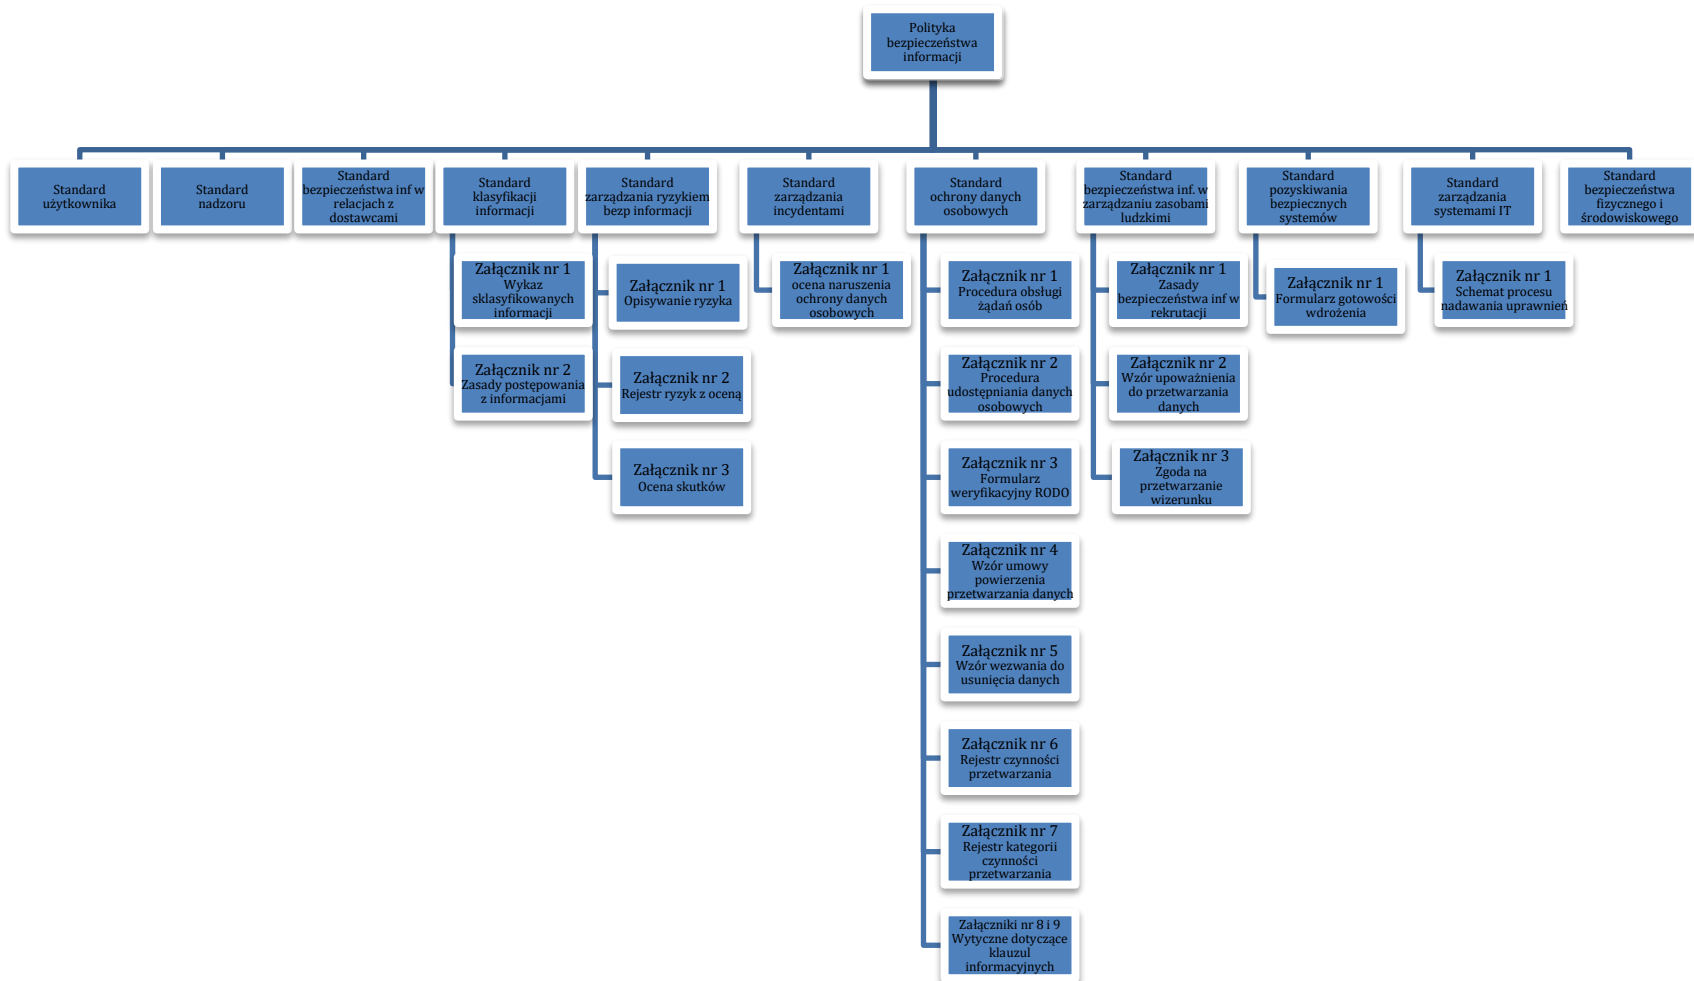 Polityka
bezpieczeństwa
informacji
Standard
użytkownika
Standard
nadzoru
Standard
bezpieczeństwa inf w
relacjach z
dostawcami
Standard
klasyfikacji
informacji
Standard
zarządzania ryzykiem
bezp informacji
Standard
zarządzania
incydentami
Standard
ochrony danych
osobowych
Standard
bezpieczeństwa inf. w
zarządzaniu zasobami
ludzkimi
Standard
pozyskiwania
bezpiecznych
systemów
Standard
zarządzania
systemami IT
Standard
bezpieczeństwa
fizycznego i
środowiskowego
Załącznik nr 1
Wykaz
sklasyfikowanych
informacji
Załącznik nr 2
Zasady postępowania
z informacjami
Załącznik nr 1
Opisywanie ryzyka
Załącznik nr 2
Rejestr ryzyk z oceną
Załącznik nr 3
Ocena skutków
Załącznik nr 1
ocena naruszenia
ochrony danych
osobowych
Załącznik nr 1
Procedura obsługi
żądań osób
Załącznik nr 2
Procedura
udostępniania danych
osobowych
Załącznik nr 3
Formularz
weryfikacyjny RODO
Załącznik nr 4
Wzór umowy
powierzenia
przetwarzania danych
Załącznik nr 5
Wzór wezwania do
usunięcia danych
Załącznik nr 6
Rejestr czynności
przetwarzania
Załącznik nr 7
Rejestr kategorii
czynności
przetwarzania
Załączniki nr 8 i 9
Wytyczne dotyczące
klauzul
informacyjnych
Załącznik nr 1
Zasady
bezpieczeństwa inf w
rekrutacji
Załącznik nr 2
Wzór upoważnienia
do przetwarzania
danych
Załącznik nr 3
Zgoda na
przetwarzanie
wizerunku
Załącznik nr 1
Formularz gotowości
wdrożenia
Załącznik nr 1
Schemat procesu
nadawania uprawnień